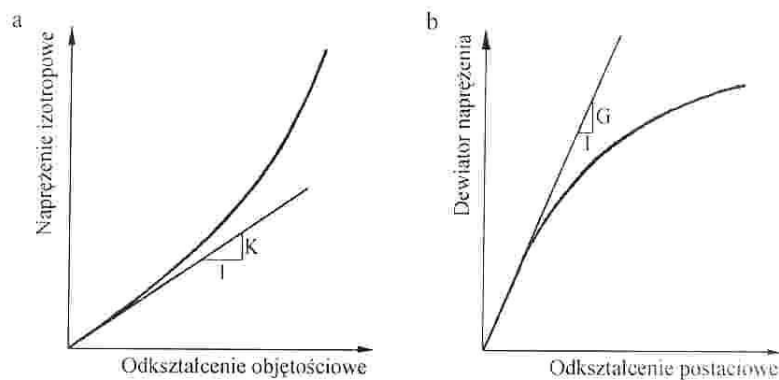 a
Naprężenie izotropowe
K
1
Odkształcenie objętościowe
b
Dewiator naprężenia
G
1
Odkształcenie postaciowe